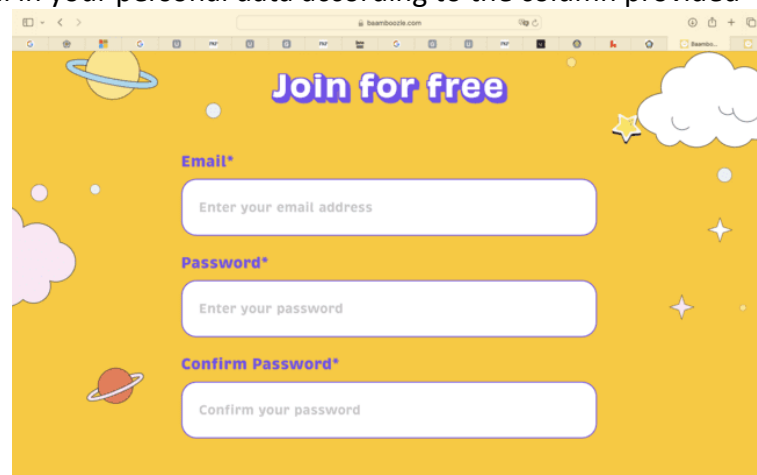 in your personal data according to the column provided
baamboozle.com
Baambo...
Join for free
Email*
Enter your email address
Password*
Enter your password
Confirm Password*
Confirm your password